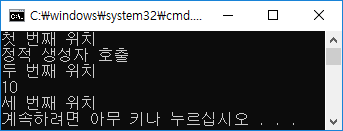 C:₩windows₩system32₩cmd....
첫 번째 위치
정적 생성자 호출
두 번째 위치
10
세 번째 위치
계속하려면 아무 키나 누르십시오 . . .